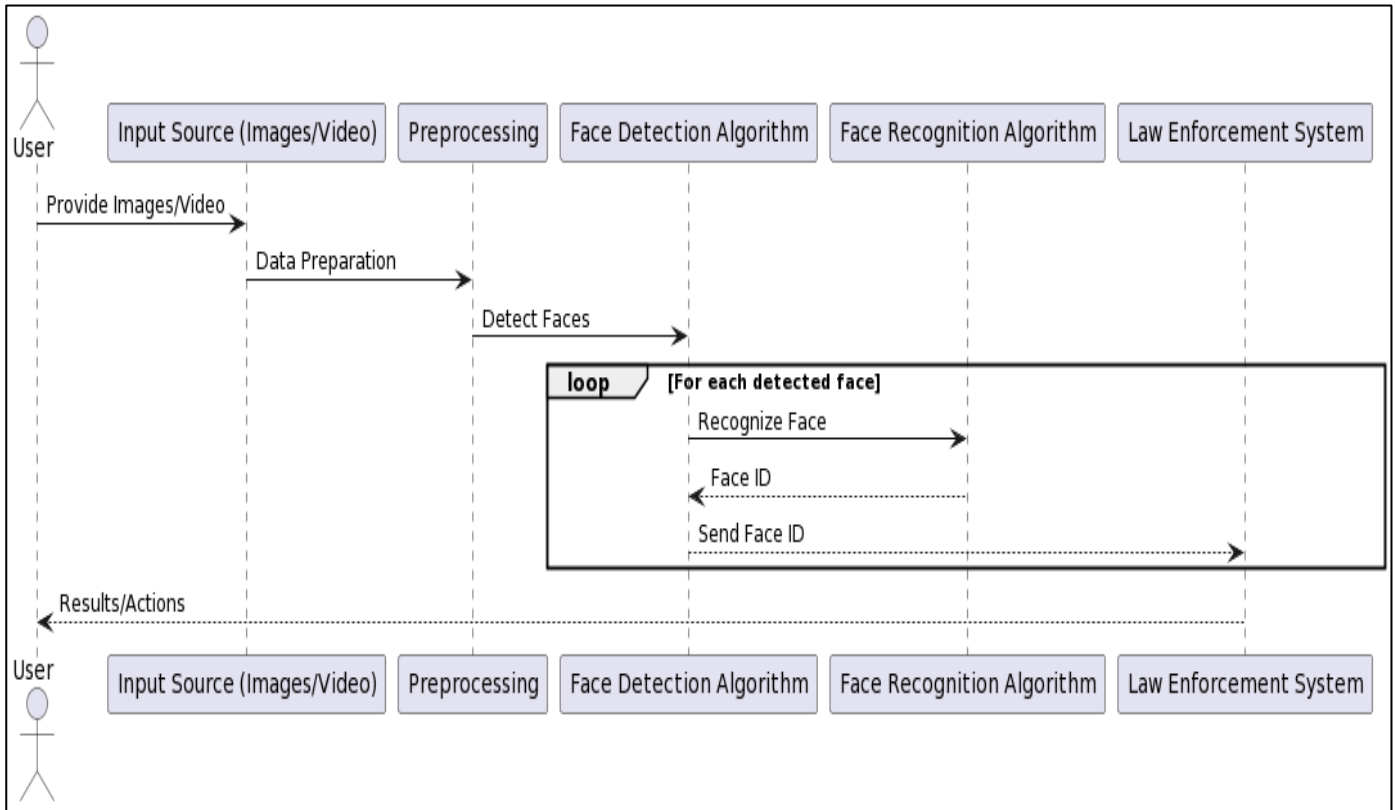 User
Input Source (Images/Video)
Preprocessing
Face Detection Algorithm
Face Recognition Algorithm
Law Enforcement System
Provide Images/Video
Data Preparation
Detect Faces
loop
[For each detected face]
Recognize Face
Face ID
Send Face ID
Results/Actions
User
Input Source (Images/Video)
Preprocessing
Face Detection Algorithm
Face Recognition Algorithm
Law Enforcement System